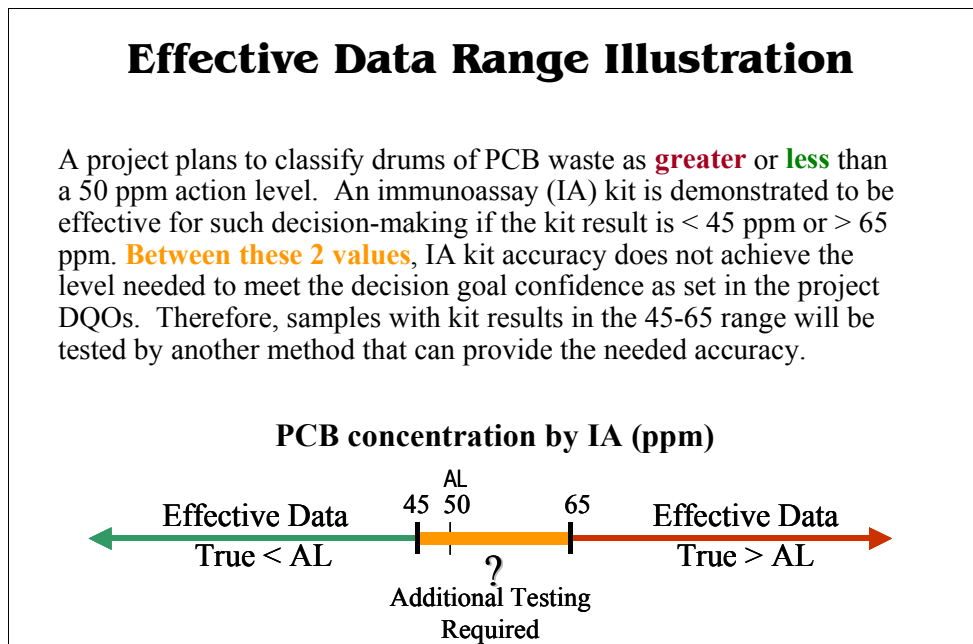 Effective Data Range Illustration
A project plans to classify drums of PCB waste as greater or less than
a 50 ppm action level. An immunoassay (IA) kit is demonstrated to be
effective for such decision-making if the kit result is < 45 ppm or > 65
ppm. Between these 2 values, IA kit accuracy does not achieve the
level needed to meet the decision goal confidence as set in the project
DQOs. Therefore, samples with kit results in the 45-65 range will be
tested by another method that can provide the needed accuracy.
PCB concentration by IA (ppm)
AL
45 50 65
Effective Data Effective Data
True < AL True > AL
?
Additional Testing
Required